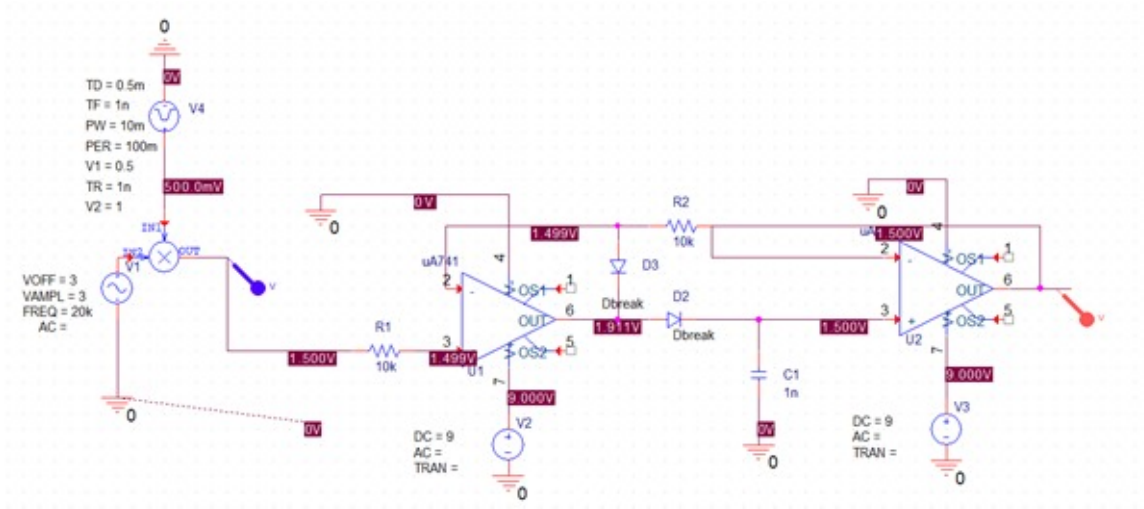 0
0V
TD = 0.5m
TF = 1n
PW = 10m
PER = 100m
V1 = 0.5
TR = 1n
V2 = 1
V4
500.0mV
IN1
IN2
OUT
V1
VOFF = 3
VAMPL = 3
FREQ = 20k
AC =
0
0V
V
1.500V
R1
10k
1.499V
0
0V
uA741
4
2
-
3
U1
OS1
1
OUT
6
OS2
5
7
9.000V
V2
DC = 9
AC =
TRAN =
0
1.499V
R2
10k
D3
Dbreak
1.911V
D2
Dbreak
1.500V
C1
1n
0V
0
0
0V
uA
1.500V
4
2
-
3
+
U2
OS1
1
OUT
6
OS2
5
7
9.000V
V3
DC = 9
AC =
TRAN =
0
V